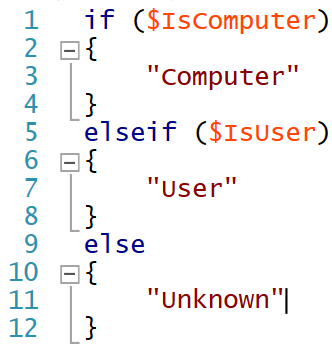 1 if ($IsComputer)
2 {
3     "Computer"
4 }
5 elseif ($IsUser)
6 {
7     "User"
8 }
9 else
10 {
11     "Unknown"
12 }